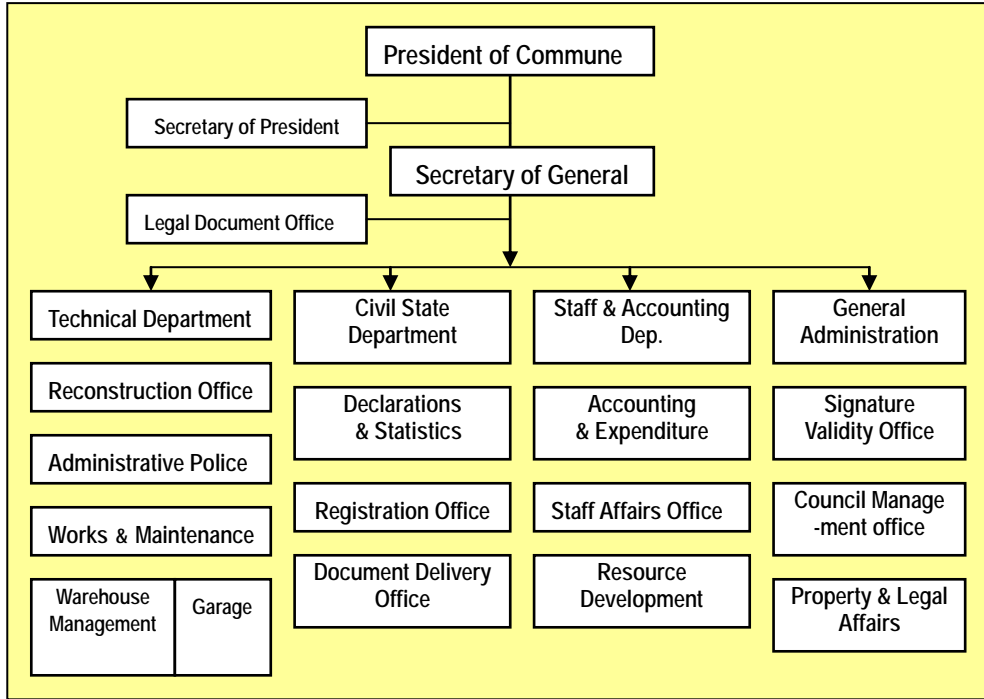 President of Commune
Secretary of President
Secretary of General
Legal Document Office
Technical Department
Reconstruction Office
Administrative Police
Works & Maintenance
Warehouse
Management
Garage
Civil State
Department
Declarations
& Statistics
Registration Office
Document Delivery
Office
Staff & Accounting
Dep.
Accounting
& Expenditure
Staff Affairs Office
Resource
Development
General
Administration
Signature
Validity Office
Council Manage
-ment office
Property & Legal
Affairs